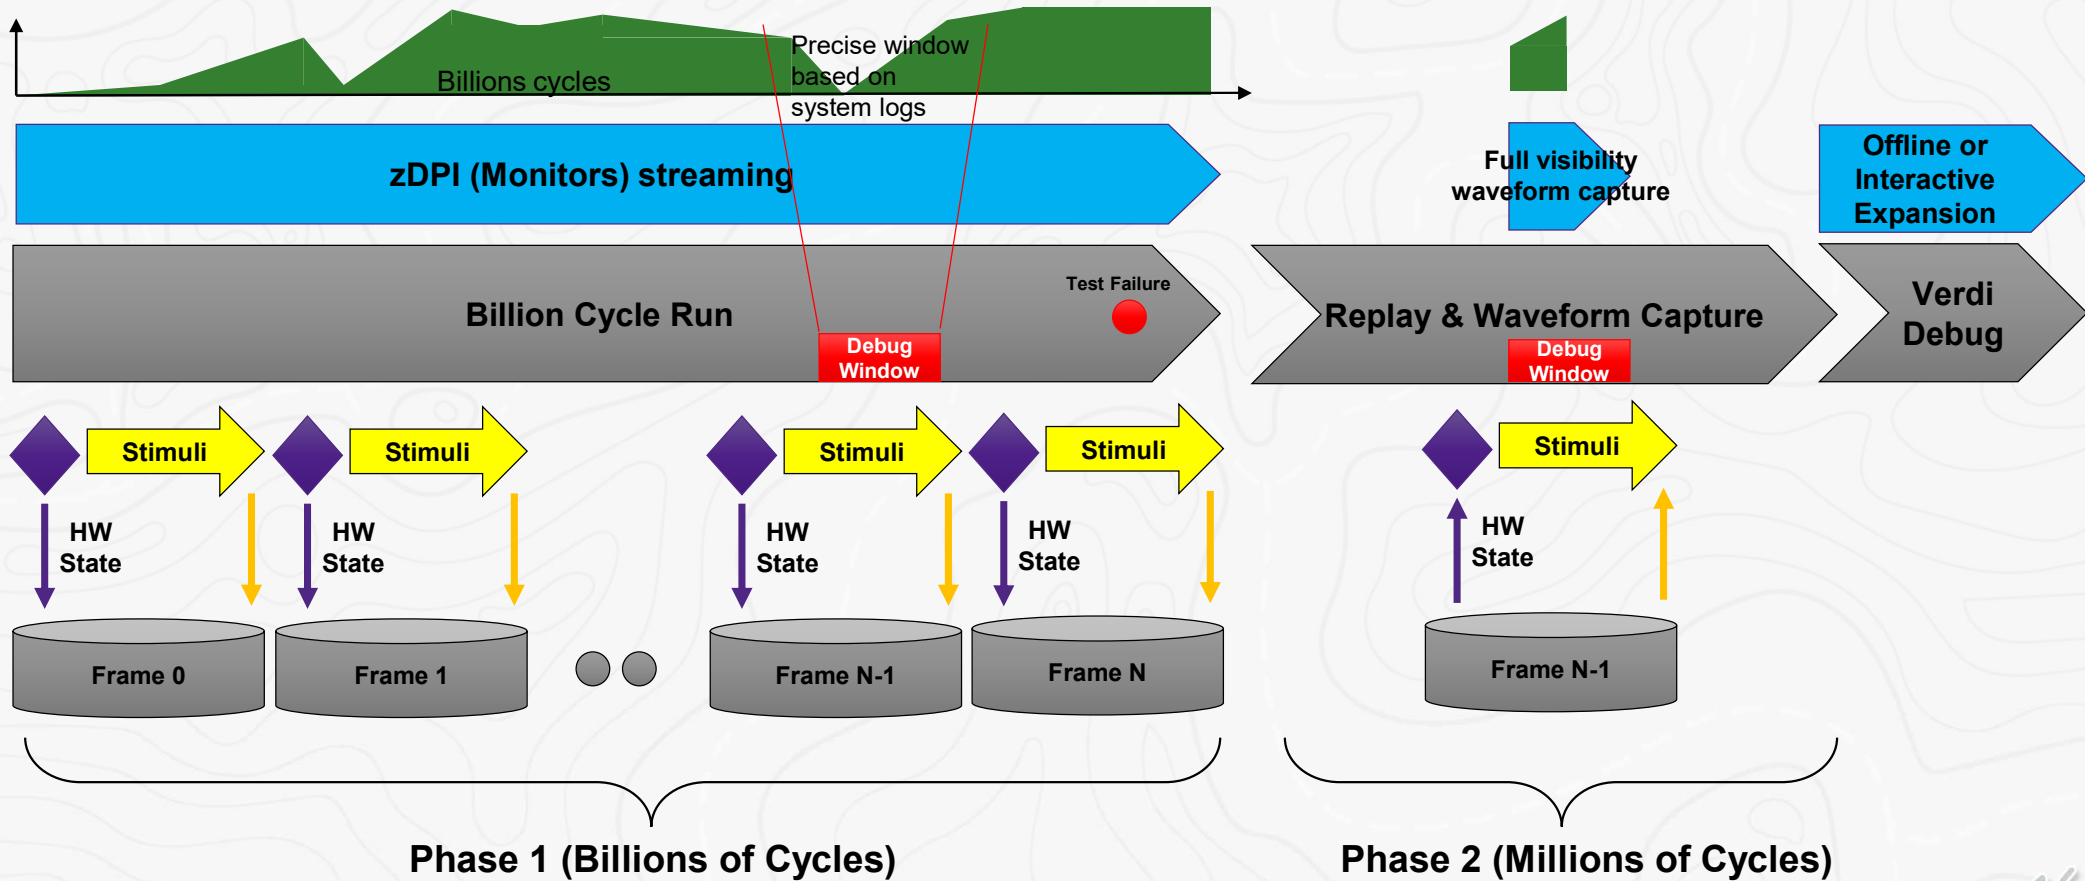 Billions cycles
Precise window
based on
system logs
zDPI (Monitors) streaming
Full visibility
waveform capture
Offline or
Interactive
Expansion
Billion Cycle Run
Test Failure
Debug
Window
Replay & Waveform Capture
Debug
Window
Verdi
Debug
Stimuli
Stimuli
Stimuli
Stimuli
Stimuli
HW
State
HW
State
HW
State
HW
State
HW
State
Frame 0
Frame 1
Frame N-1
Frame N
Frame N-1
Phase 1 (Billions of Cycles)
Phase 2 (Millions of Cycles)